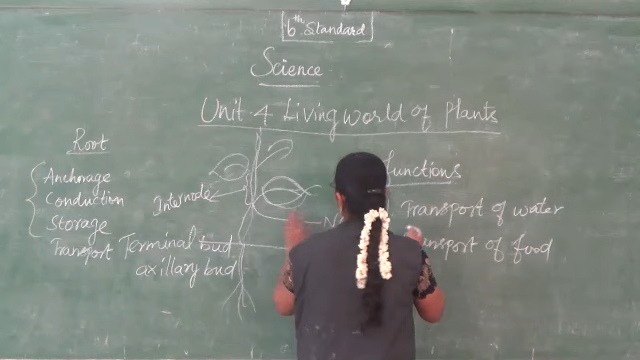 6th Standard
Science
Unit-4 Living world of Plants
Root
Anchorage
Conduction
Storage
Transport
Internode
Terminal bud
axillary bud
N
functions
Transport of water
ansport of food